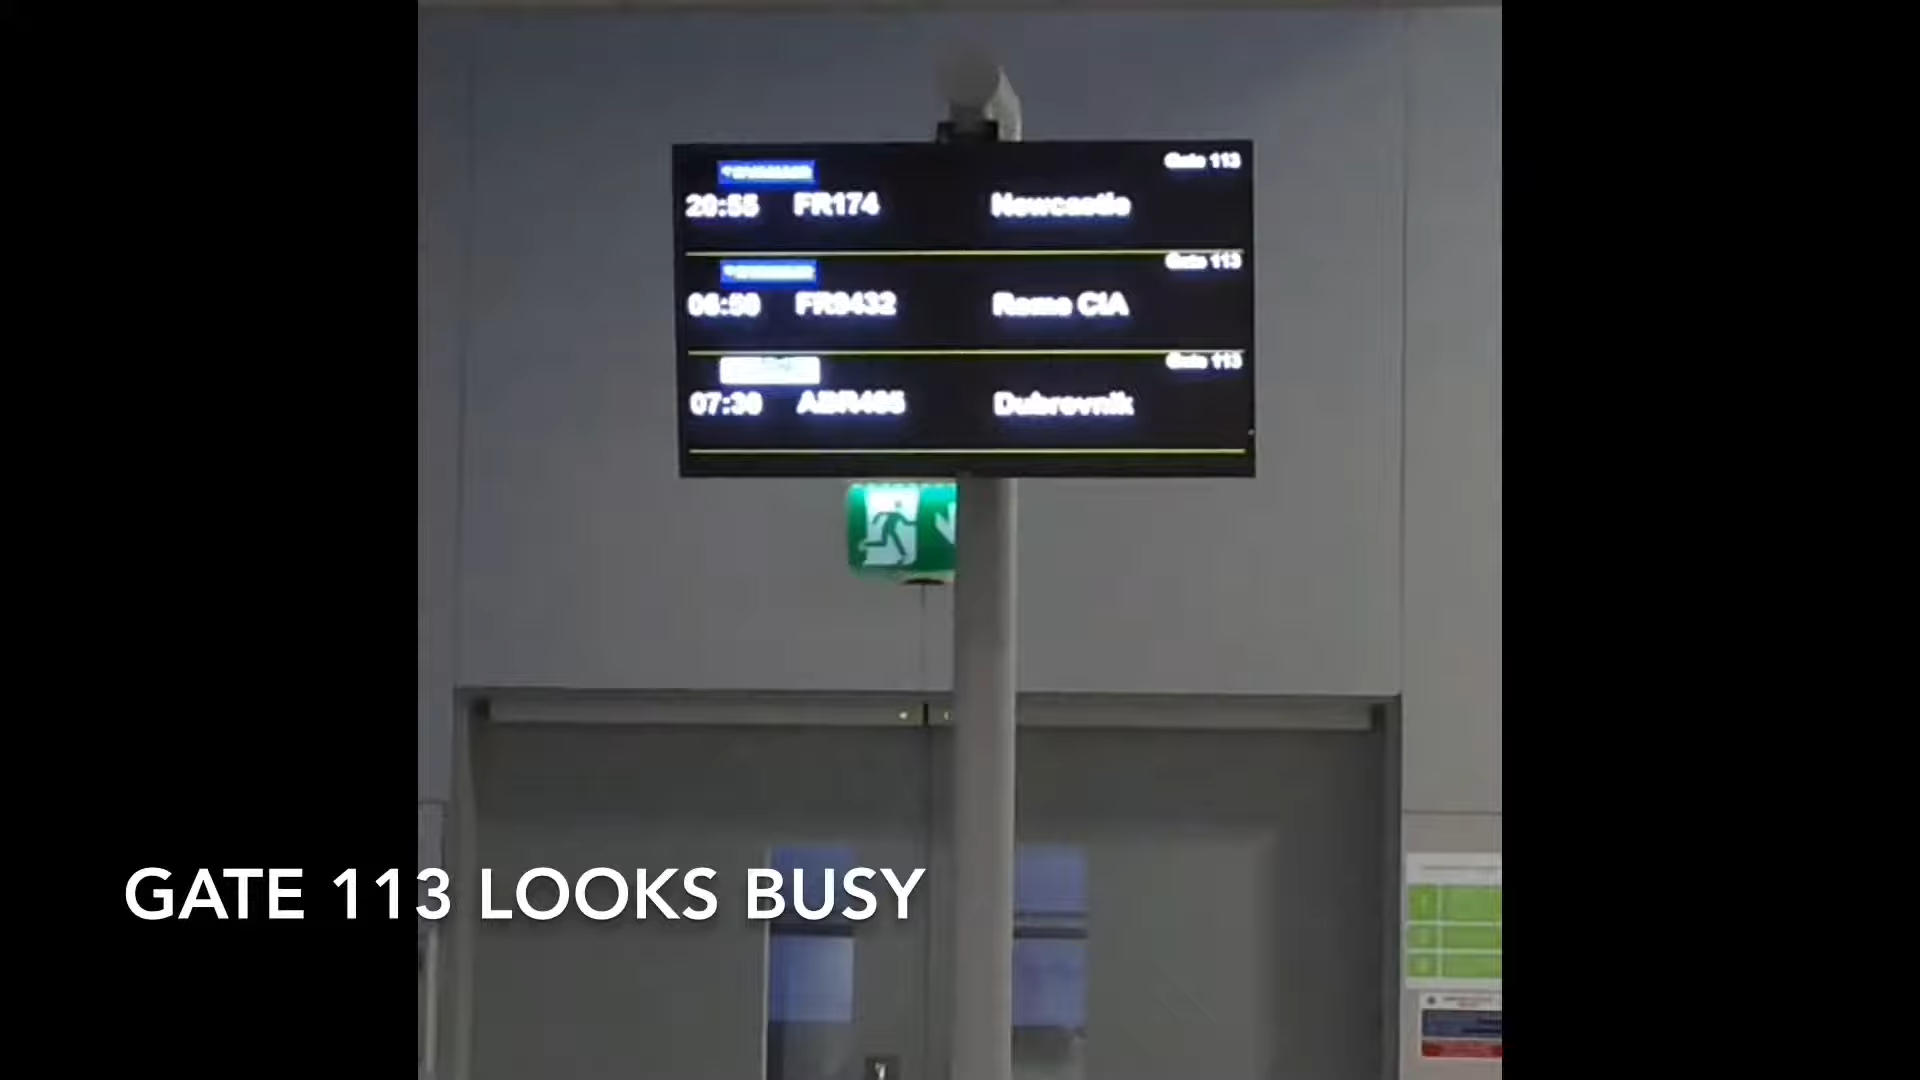 Gate 113
20:55 FR174 Newcastle
Gate 113
06:50 FR9432 Rome CIA
Gate 113
07:30 ABR495 Dubrovnik
GATE 113 LOOKS BUSY